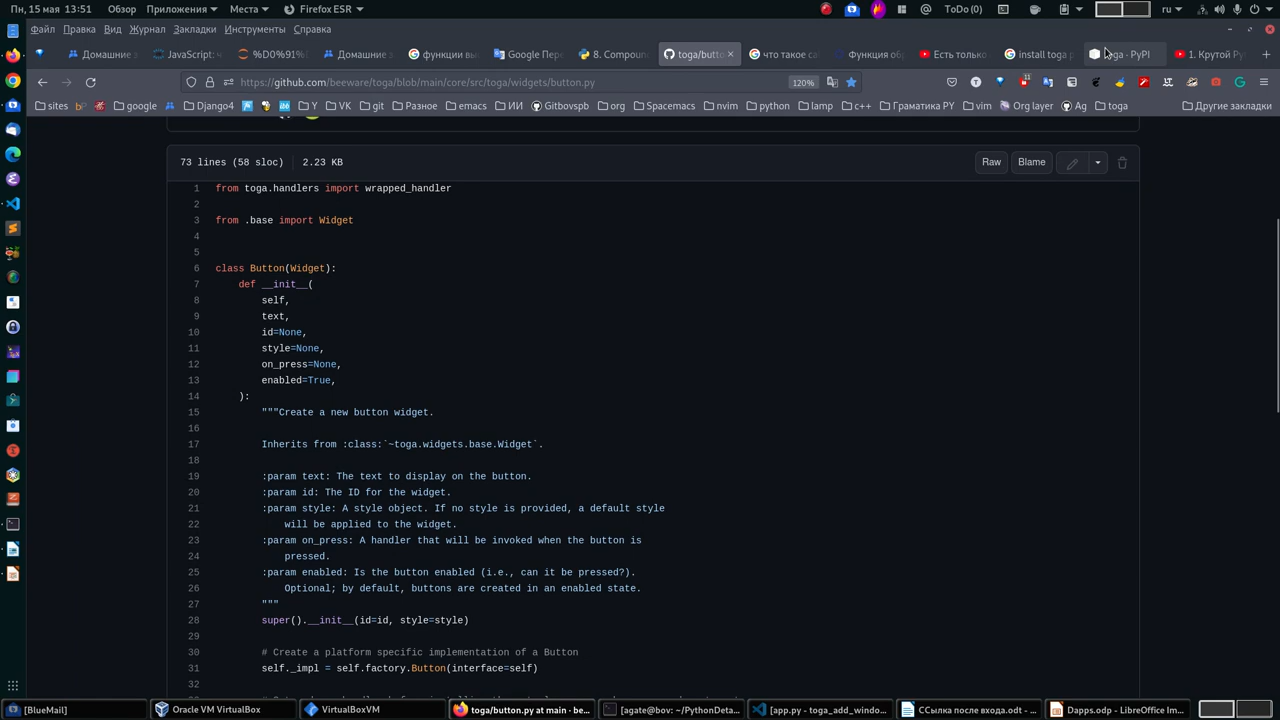 Пн, 15 мая 13:51 Обзор Приложения Места Firefox ESR ToDo (0) ru
Файл Правка Вид Журнал Закладки Инструменты Справка
Домашние JavaScript: %D0%91% Домашние функции вы Google Пере 8. Compoun toga/butto что такое са Функция об Есть только install toga toga · PyPI 1. Крутой Ру
https://github.com/beeware/toga/blob/main/core/src/toga/widgets/button.py 120% 11
sites google Django4 Y VK git Разное emacs ИИ Gitbovspb org Spacemacs nvim python lamp c++ Граматика РУ vim Org layer Ag toga Другие закладки
73 lines (58 sloc) 2.23 KB Raw Blame
1 from toga.handlers import wrapped_handler
2
3 from .base import Widget
4
5
6 class Button(Widget):
7 def __init__(
8 self,
9 text,
10 id=None,
11 style=None,
12 on_press=None,
13 enabled=True,
14 ):
15 """Create a new button widget.
16
17 Inherits from :class:`~toga.widgets.base.Widget`.
18
19 :param text: The text to display on the button.
20 :param id: The ID for the widget.
21 :param style: A style object. If no style is provided, a default style
22 will be applied to the widget.
23 :param on_press: A handler that will be invoked when the button is
24 pressed.
25 :param enabled: Is the button enabled (i.e., can it be pressed?).
26 Optional; by default, buttons are created in an enabled state.
27 """
28 super().__init__(id=id, style=style)
29
30 # Create a platform specific implementation of a Button
31 self._impl = self.factory.Button(interface=self)
32
[BlueMail] Oracle VM VirtualBox VirtualBoxVM toga/button.py at main · be... [agate@bov: ~/PythonDeta... [app.py - toga_add_windo... ССылка после входа.odt - ... Dapps.odp - LibreOffice Im...